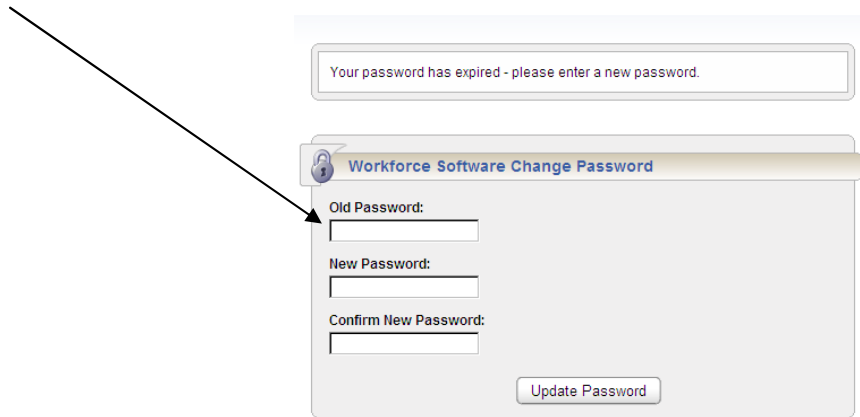 Your password has expired - please enter a new password.
Workforce Software Change Password
Old Password:
New Password:
Confirm New Password:
Update Password